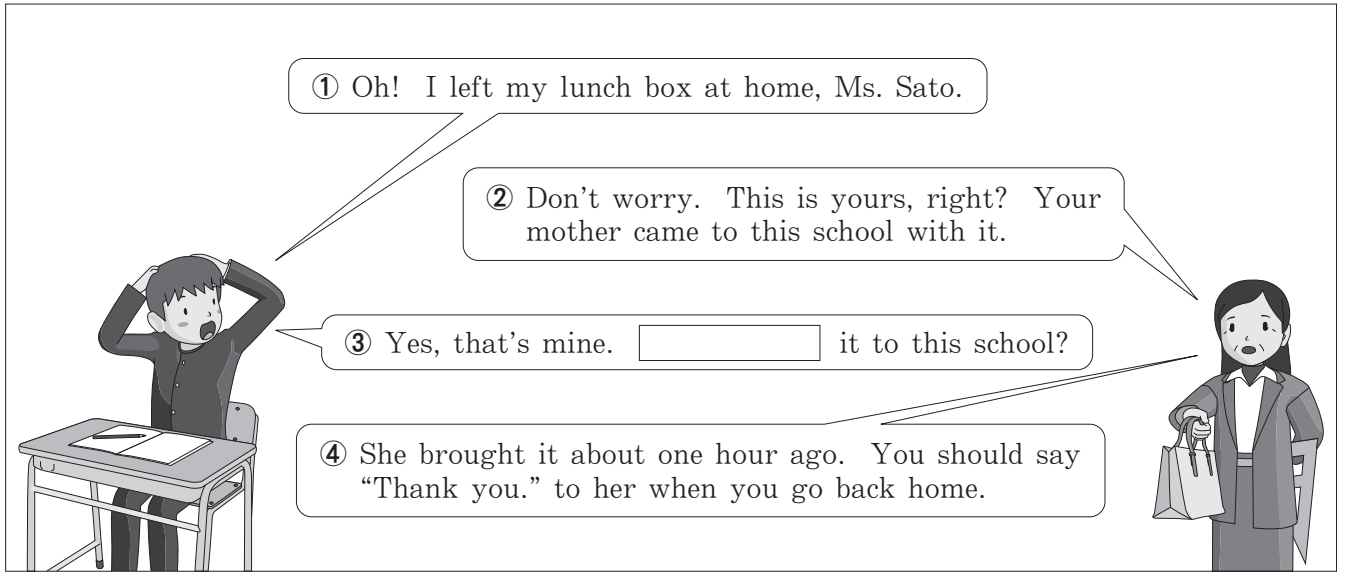 ① Oh! I left my lunch box at home, Ms. Sato.
② Don't worry. This is yours, right? Your
mother came to this school with it.
③ Yes, that's mine. it to this school?
④ She brought it about one hour ago. You should say
“Thank you.” to her when you go back home.